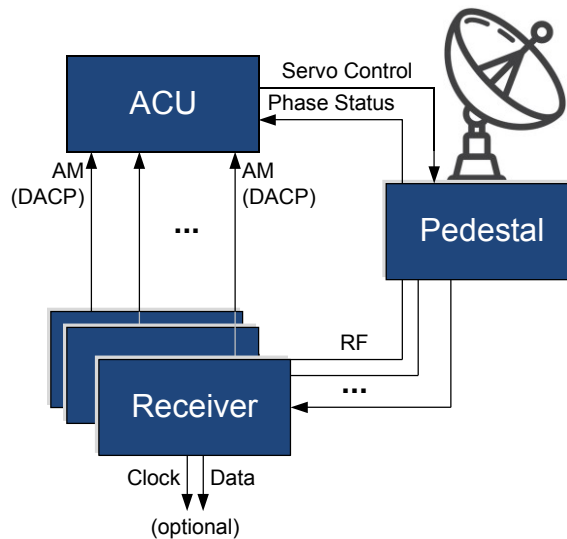 Servo Control
ACU
Phase Status
AM
(DACP)
AM
(DACP)
...
Pedestal
RF
...
Receiver
Clock
Data
(optional)